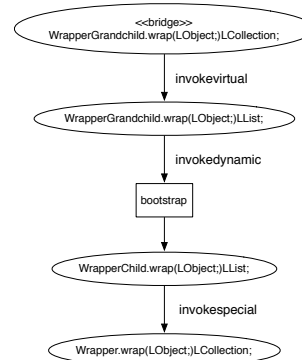 <<bridge>>
WrapperGrandchild.wrap(LObject;)LCollection;
invokevirtual
WrapperGrandchild.wrap(LObject;)LList;
invokedynamic
bootstrap
WrapperChild.wrap(LObject;)LList;
invokespecial
Wrapper.wrap(LObject;)LCollection;